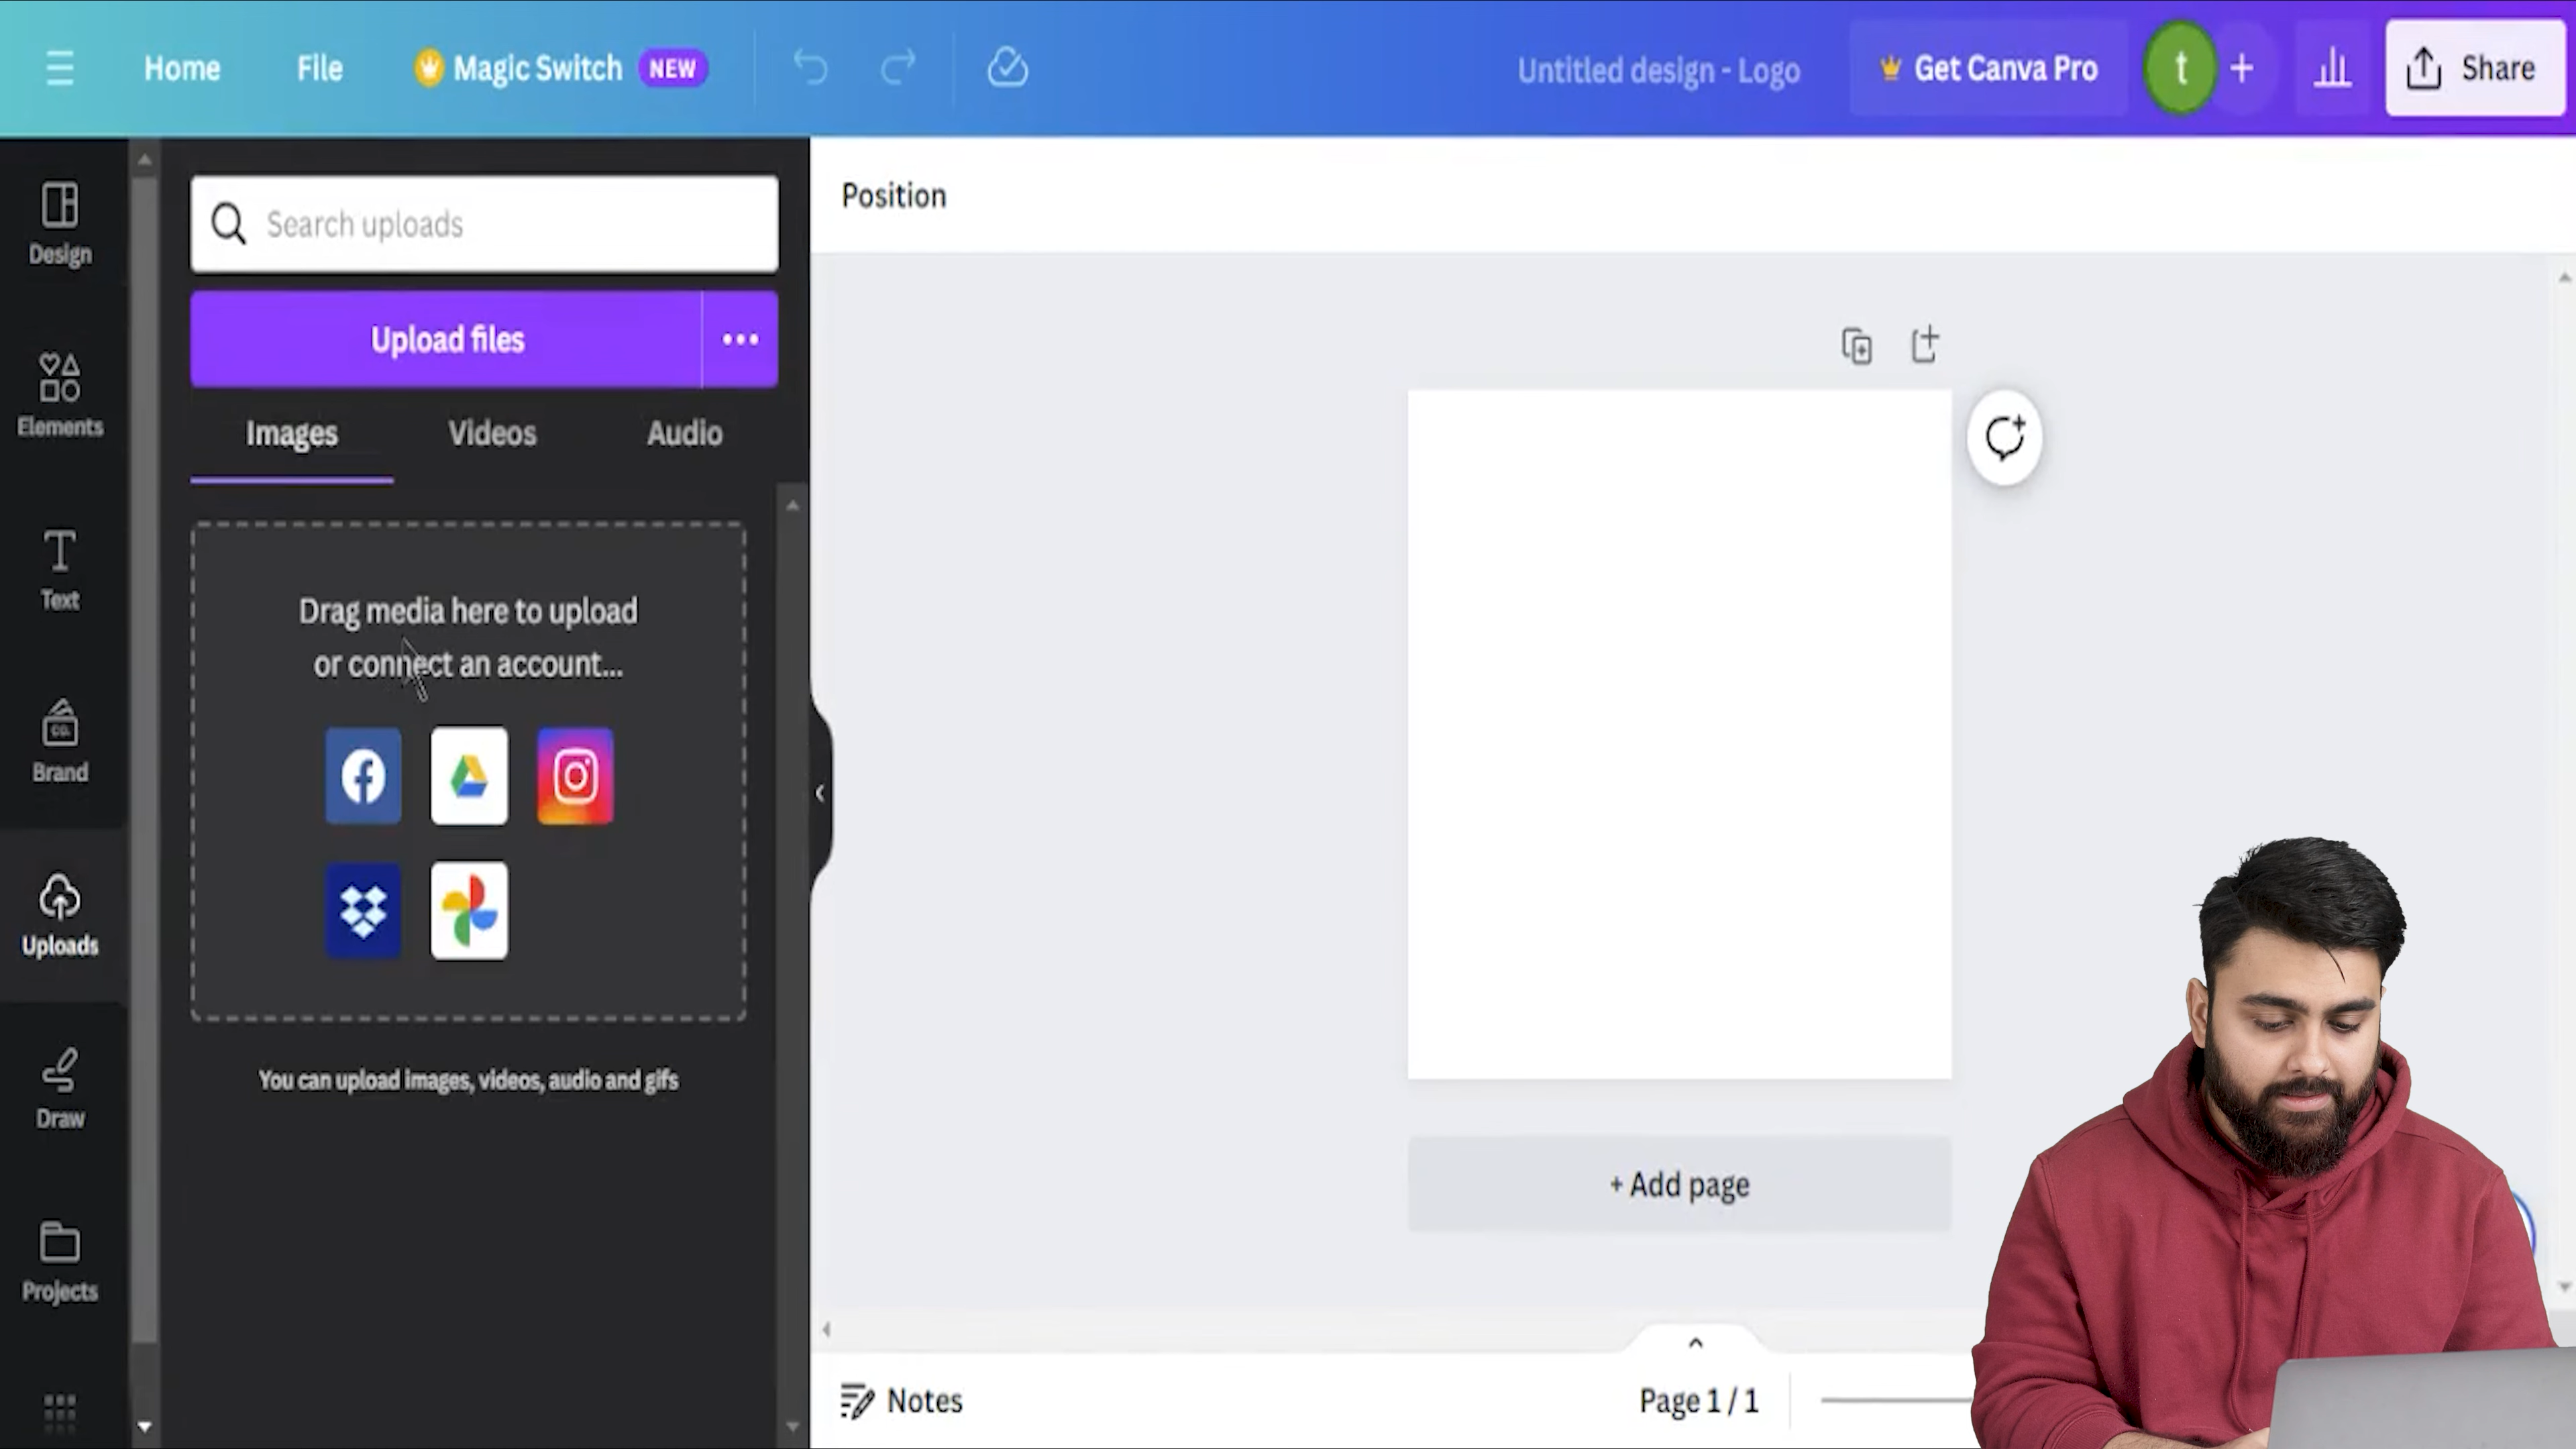 Home
File
Magic Switch
NEW
Untitled design - Logo
Get Canva Pro
t
Share
Design
Elements
Text
CO.
Brand
Uploads
Draw
Projects
Search uploads
Upload files
Images
Videos
Audio
Drag media here to upload
or connect an account...
You can upload images, videos, audio and gifs
Position
+ Add page
Notes
Page 1 / 1